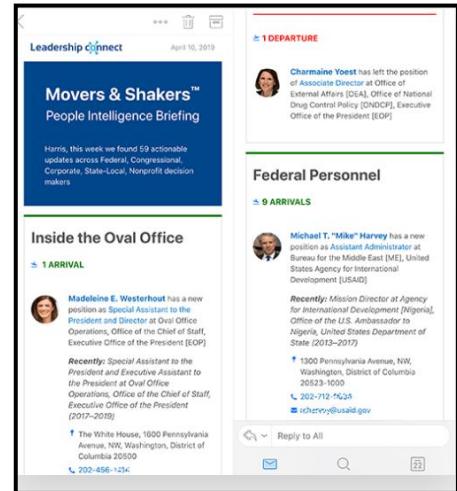 Leadership connect
April 10, 2019
Movers & Shakers™
People Intelligence Briefing
Harris, this week we found 59 actionable
updates across Federal, Congressional,
Corporate, State-Local, Nonprofit decision
makers
Inside the Oval Office
1 ARRIVAL
Madeleine E. Westerhout has a new
position as Special Assistant to the
President and Director at Oval Office
Operations, Office of the Chief of Staff,
Executive Office of the President [EOP]
Recently: Special Assistant to the
President and Executive Assistant to
the President at Oval Office
Operations, Office of the Chief of Staff,
Executive Office of the President
(2017–2019)
The White House, 1600 Pennsylvania
Avenue, NW, Washington, District of
Columbia 20500
202-456-
1 DEPARTURE
Charmaine Yoest has left the position
of Associate Director at Office of
External Affairs [OEA], Office of National
Drug Control Policy [ONDCP], Executive
Office of the President [EOP]
Federal Personnel
9 ARRIVALS
Michael T. "Mike" Harvey has a new
position as Assistant Administrator at
Bureau for the Middle East [ME], United
States Agency for International
Development [USAID]
Recently: Mission Director at Agency
for International Development [Nigeria],
Office of the U.S. Ambassador to
Nigeria, United States Department of
State (2013–2017)
1300 Pennsylvania Avenue, NW,
Washington, District of Columbia
20523-1000
202-712-
Reply to All
22